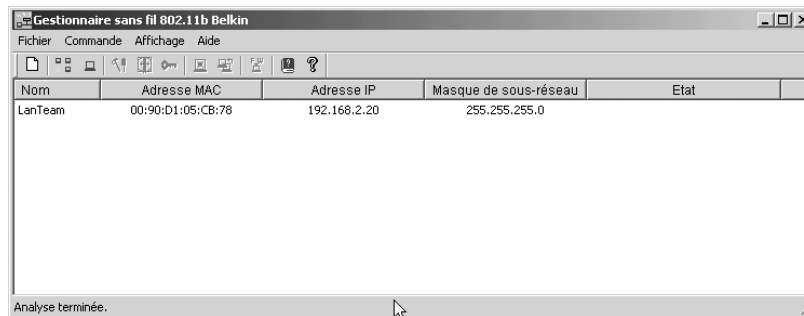 Gestionnaire sans fil 802.11b Belkin
Fichier Commande Affichage Aide
Nom Adresse MAC Adresse IP Masque de sous-réseau Etat
LanTeam 00:90:D1:05:CB:78 192.168.2.20 255.255.255.0
Analyse terminée.